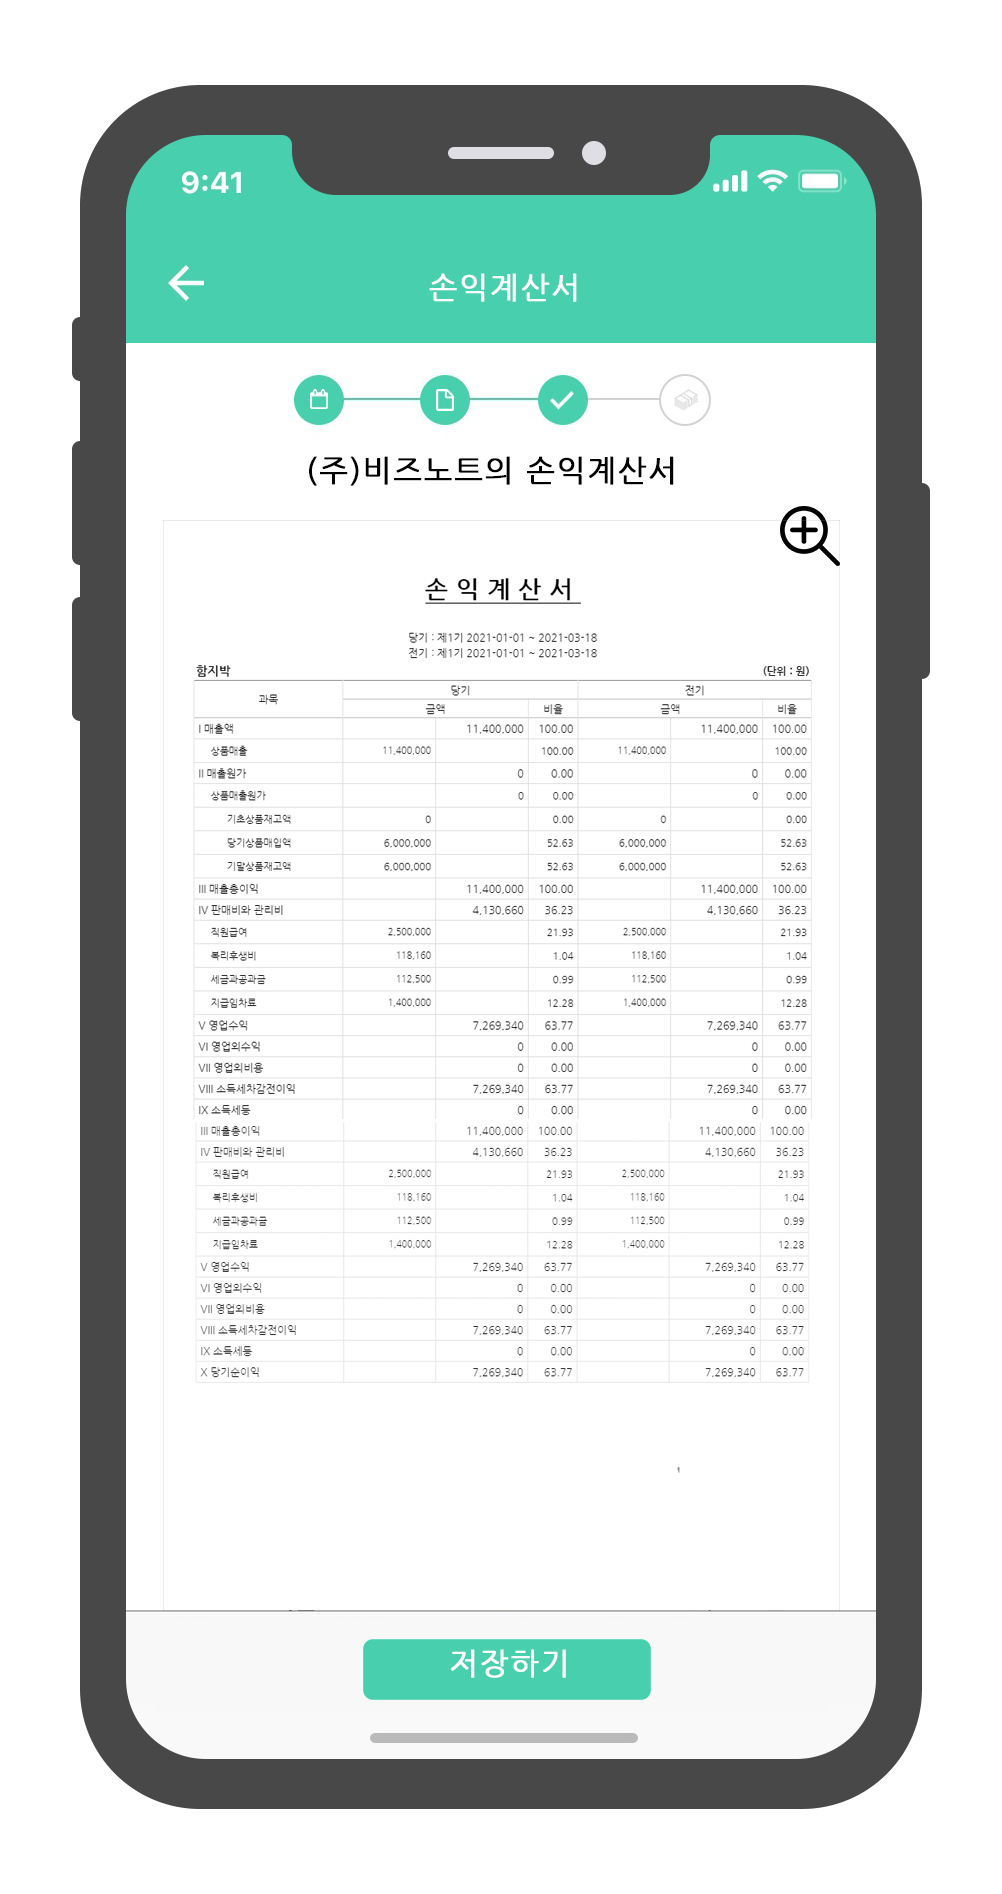 9:41
손익계산서
(주)비즈노트의 손익계산서
손 익 계 산 서
당기 : 제1기 2021-01-01 ~ 2021-03-18
전기 : 제1기 2021-01-01 ~ 2021-03-18
함지박 (단위 : 원)
과목 당기 전기
금액 비율 금액 비율
I 매출액 11,400,000 100.00 11,400,000 100.00
상품매출 11,400,000 100.00 11,400,000 100.00
II 매출원가 0 0.00 0 0.00
상품매출원가 0 0.00 0 0.00
기초상품재고액 0 0.00 0 0.00
당기상품매입액 6,000,000 52.63 6,000,000 52.63
기말상품재고액 6,000,000 52.63 6,000,000 52.63
III 매출총이익 11,400,000 100.00 11,400,000 100.00
IV 판매비와 관리비 4,130,660 36.23 4,130,660 36.23
직원급여 2,500,000 21.93 2,500,000 21.93
복리후생비 118,160 1.04 118,160 1.04
세금과공과금 112,500 0.99 112,500 0.99
지급임차료 1,400,000 12.28 1,400,000 12.28
V 영업수익 7,269,340 63.77 7,269,340 63.77
VI 영업외수익 0 0.00 0 0.00
VII 영업외비용 0 0.00 0 0.00
VIII 소득세차감전이익 7,269,340 63.77 7,269,340 63.77
IX 소득세등 0 0.00 0 0.00
III 매출총이익 11,400,000 100.00 11,400,000 100.00
IV 판매비와 관리비 4,130,660 36.23 4,130,660 36.23
직원급여 2,500,000 21.93 2,500,000 21.93
복리후생비 118,160 1.04 118,160 1.04
세금과공과금 112,500 0.99 112,500 0.99
지급임차료 1,400,000 12.28 1,400,000 12.28
V 영업수익 7,269,340 63.77 7,269,340 63.77
VI 영업외수익 0 0.00 0 0.00
VII 영업외비용 0 0.00 0 0.00
VIII 소득세차감전이익 7,269,340 63.77 7,269,340 63.77
IX 소득세등 0 0.00 0 0.00
X 당기순이익 7,269,340 63.77 7,269,340 63.77
저장하기